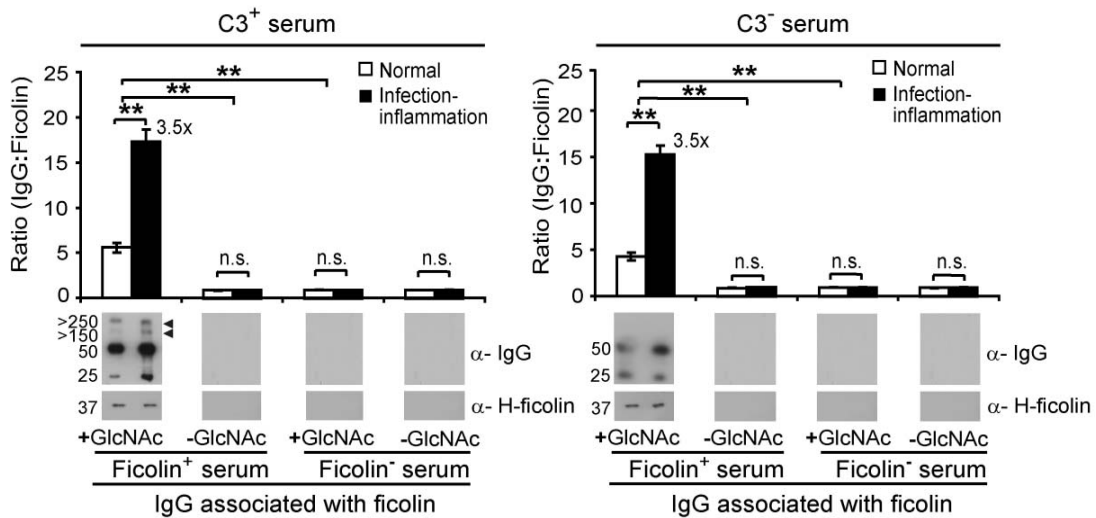 C3⁺ serum
25
20
15
10
5
0
Ratio (IgG:Ficolin)
**
**
**
3.5x
Normal
Infection-
inflammation
n.s.
n.s.
n.s.
>250
>150
50
25
α- IgG
37
α- H-ficolin
+GlcNAc -GlcNAc +GlcNAc -GlcNAc
Ficolin⁺ serum Ficolin⁻ serum
IgG associated with ficolin
C3⁻ serum
25
20
15
10
5
0
Ratio (IgG:Ficolin)
**
**
**
3.5x
Normal
Infection-
inflammation
n.s.
n.s.
n.s.
50
25
α- IgG
37
α- H-ficolin
+GlcNAc -GlcNAc +GlcNAc -GlcNAc
Ficolin⁺ serum Ficolin⁻ serum
IgG associated with ficolin